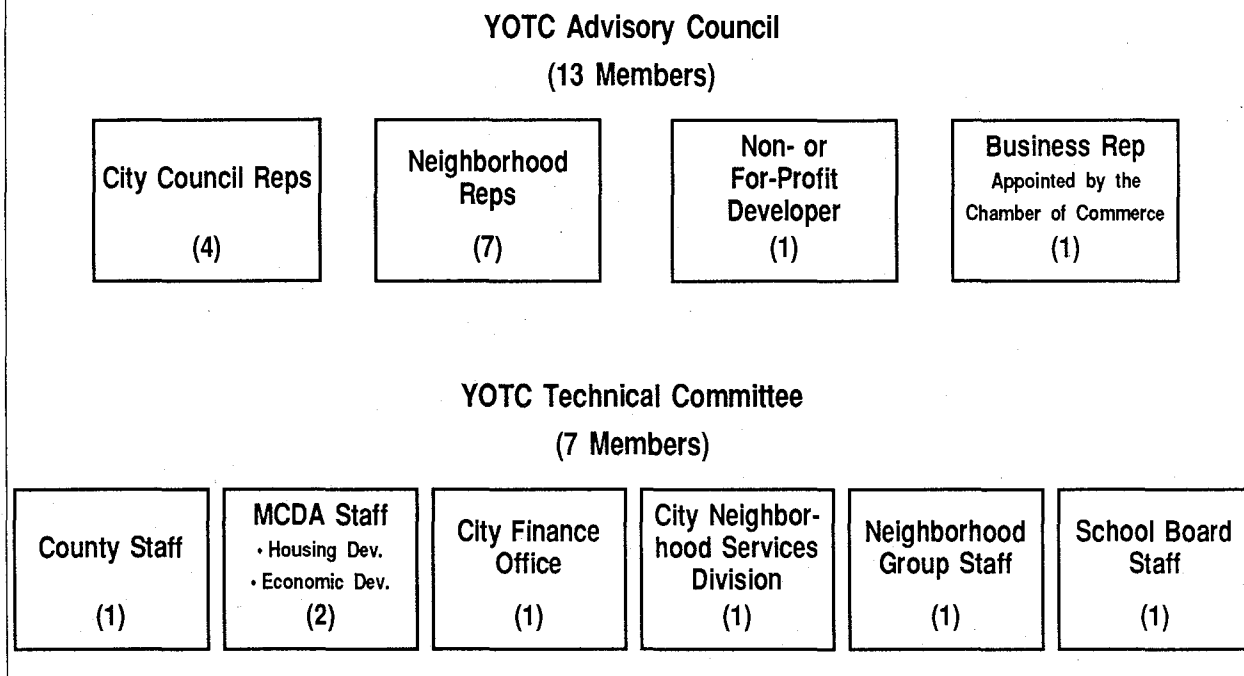 YOTC Advisory Council
(13 Members)
City Council Reps
(4)
Neighborhood
Reps
(7)
Non- or
For-Profit
Developer
(1)
Business Rep
Appointed by the
Chamber of Commerce
(1)
YOTC Technical Committee
(7 Members)
County Staff
(1)
MCDA Staff
• Housing Dev.
• Economic Dev.
(2)
City Finance
Office
(1)
City Neighbor-
hood Services
Division
(1)
Neighborhood
Group Staff
(1)
School Board
Staff
(1)